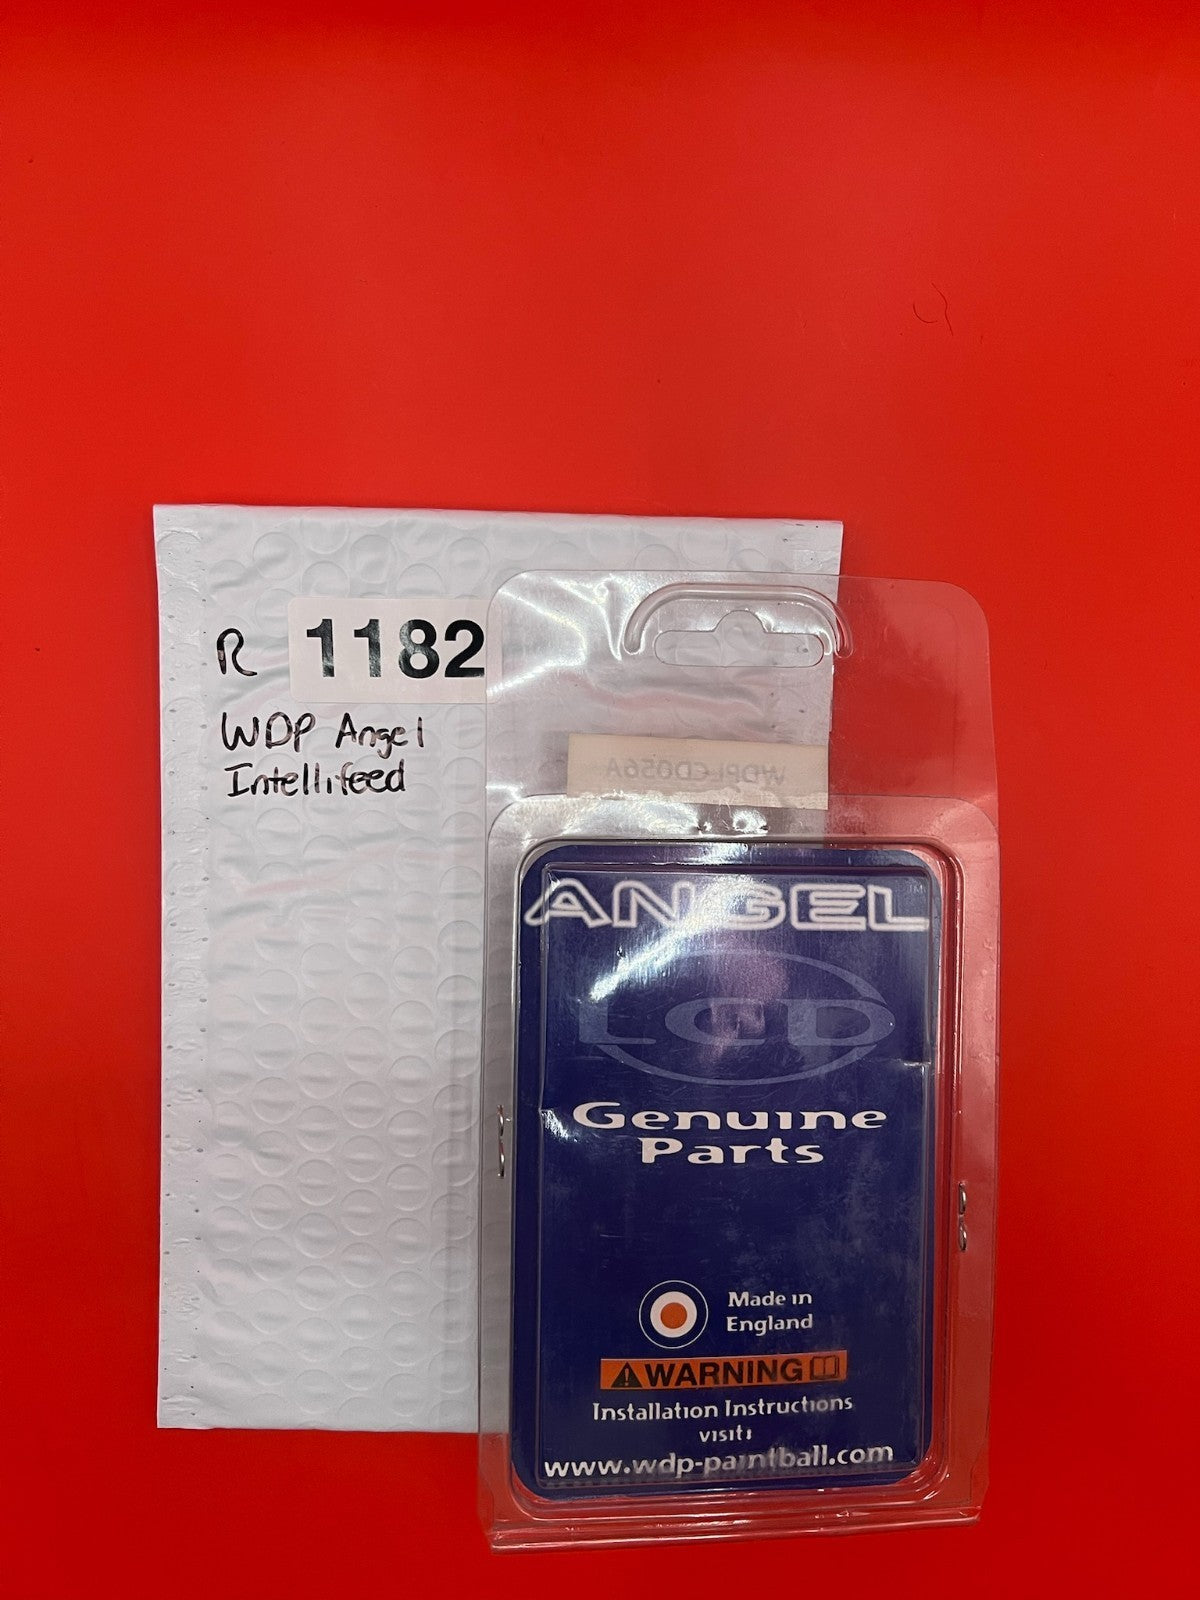 R 1182
WDP Angel
Intellifeed
WDPLCD056A
ANGEL
LCD
Genuine
Parts
Made in
England
WARNING
Installation Instructions
visit:
www.wdp-paintball.com